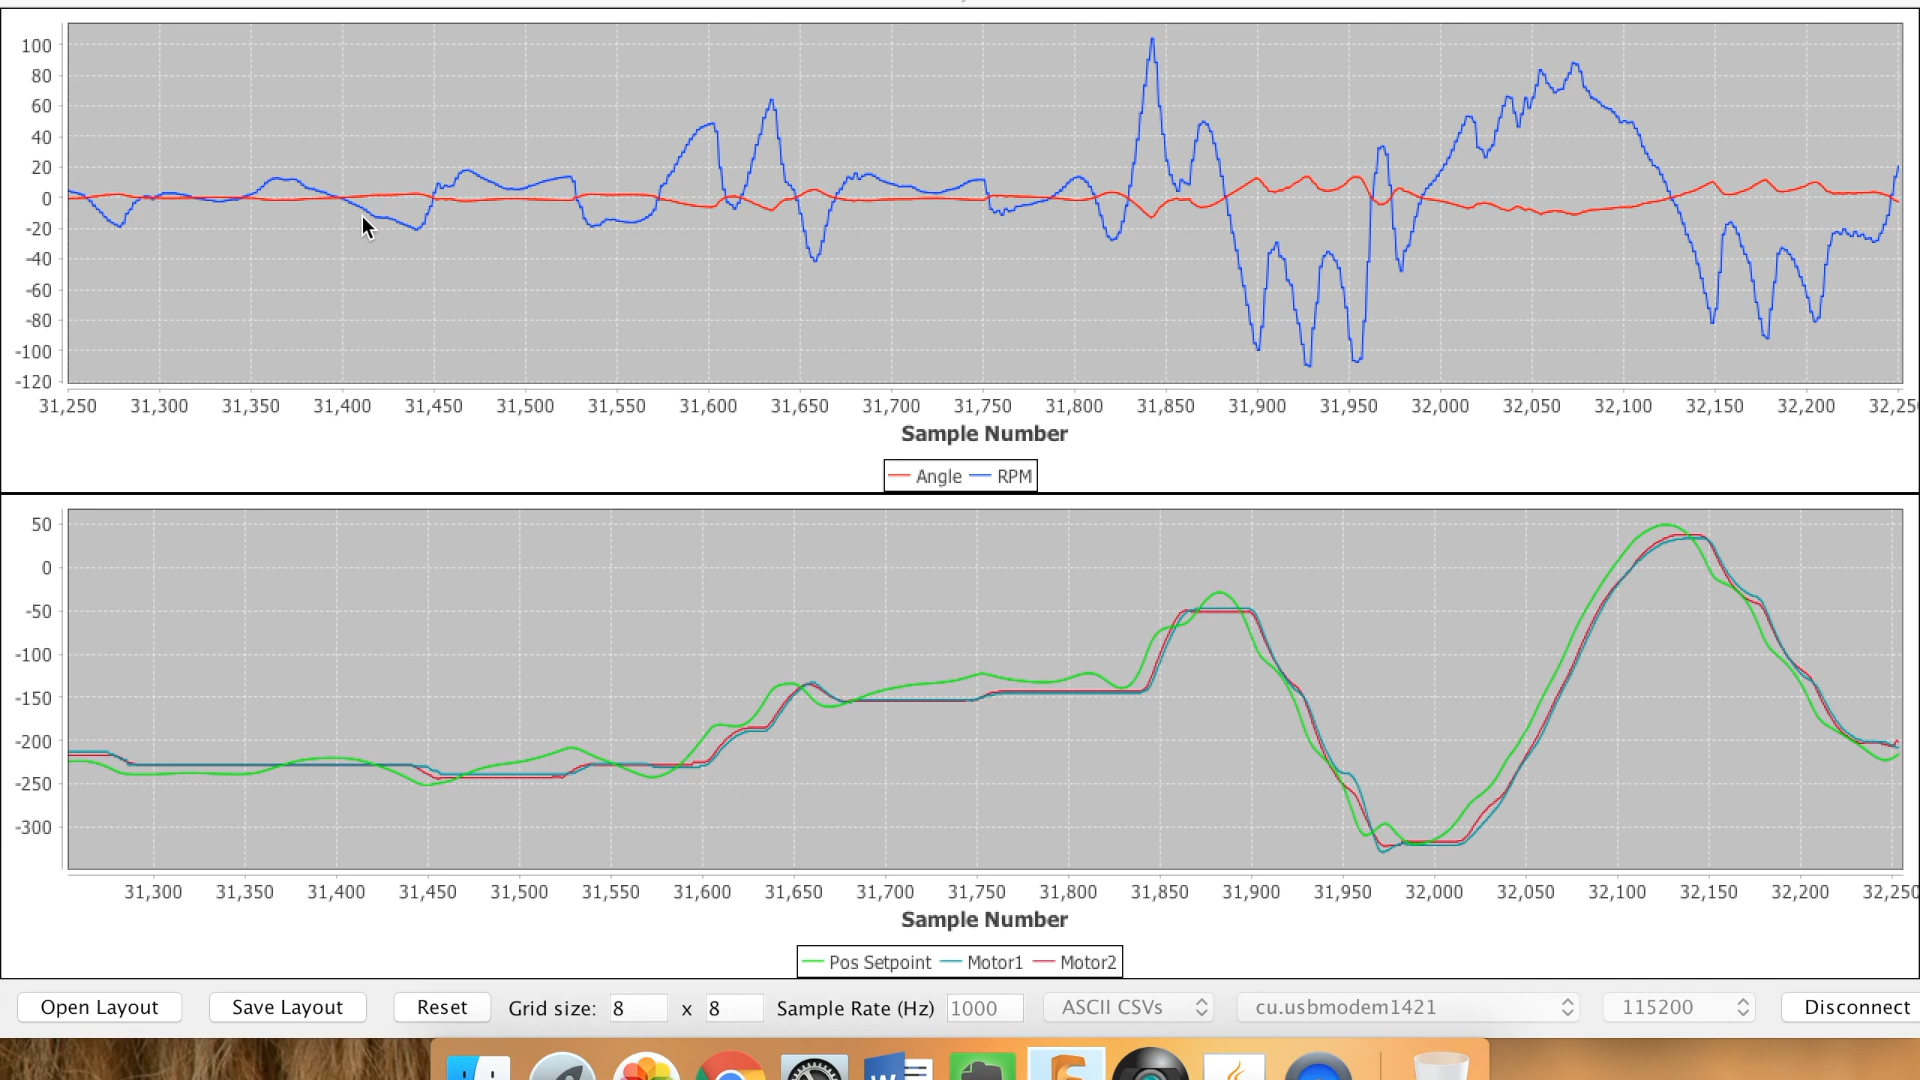 100
80
60
40
20
0
-20
-40
-60
-80
-100
-120
31,250 31,300 31,350 31,400 31,450 31,500 31,550 31,600 31,650 31,700 31,750 31,800 31,850 31,900 31,950 32,000 32,050 32,100 32,150 32,200 32,25
Sample Number
Angle RPM
50
0
-50
-100
-150
-200
-250
-300
31,300 31,350 31,400 31,450 31,500 31,550 31,600 31,650 31,700 31,750 31,800 31,850 31,900 31,950 32,000 32,050 32,100 32,150 32,200 32,250
Sample Number
Pos Setpoint Motor1 Motor2
Open Layout Save Layout Reset Grid size: 8 x 8 Sample Rate (Hz) 1000 ASCII CSVs cu.usbmodem1421 115200 Disconnect